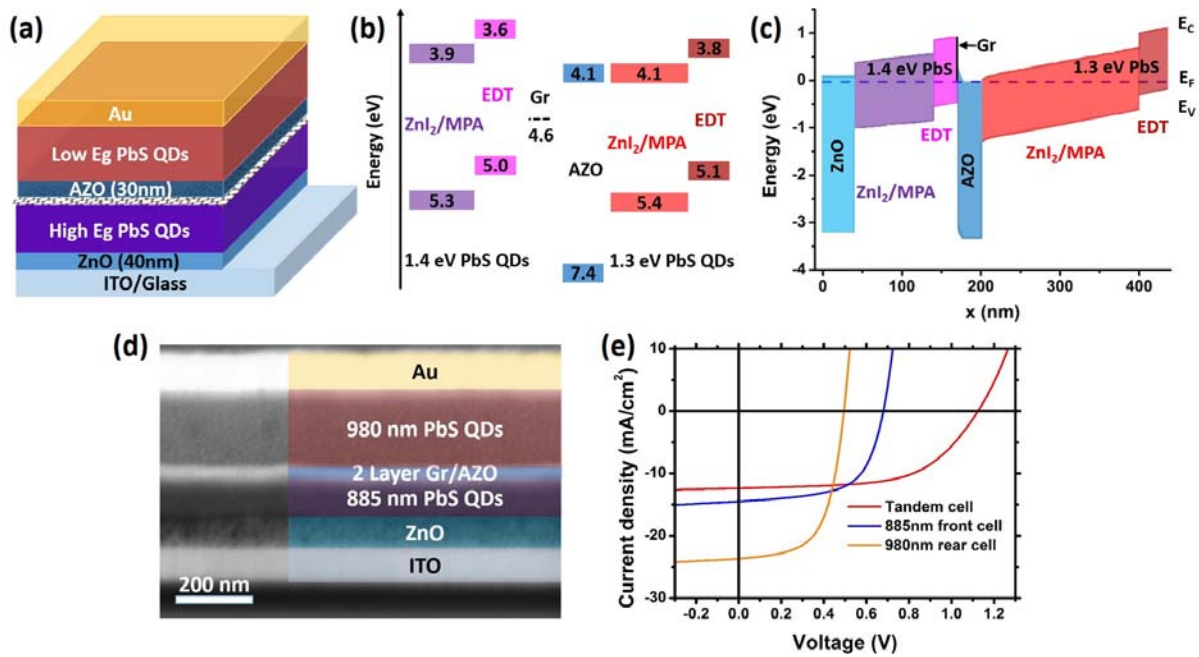 (a)
Au
Low Eg PbS QDs
AZO (30nm)
High Eg PbS QDs
ZnO (40nm)
ITO/Glass
(b)
Energy (eV)
3.6
3.9
EDT
ZnI₂/MPA
Gr
4.6
5.0
5.3
1.4 eV PbS QDs
3.8
4.1
4.1
EDT
ZnI₂/MPA
AZO
5.1
5.4
7.4
1.3 eV PbS QDs
(c)
Energy (eV)
1
0
-1
-2
-3
-4
0
100
200
300
400
x (nm)
Gr
1.4 eV PbS
1.3 eV PbS
E_C
E_F
E_V
ZnO
EDT
ZnI₂/MPA
AZO
ZnI₂/MPA
EDT
(d)
Au
980 nm PbS QDs
2 Layer Gr/AZO
885 nm PbS QDs
ZnO
ITO
200 nm
(e)
Current density (mA/cm²)
10
0
-10
-20
-30
-0.2
0.0
0.2
0.4
0.6
0.8
1.0
1.2
Voltage (V)
Tandem cell
885nm front cell
980nm rear cell